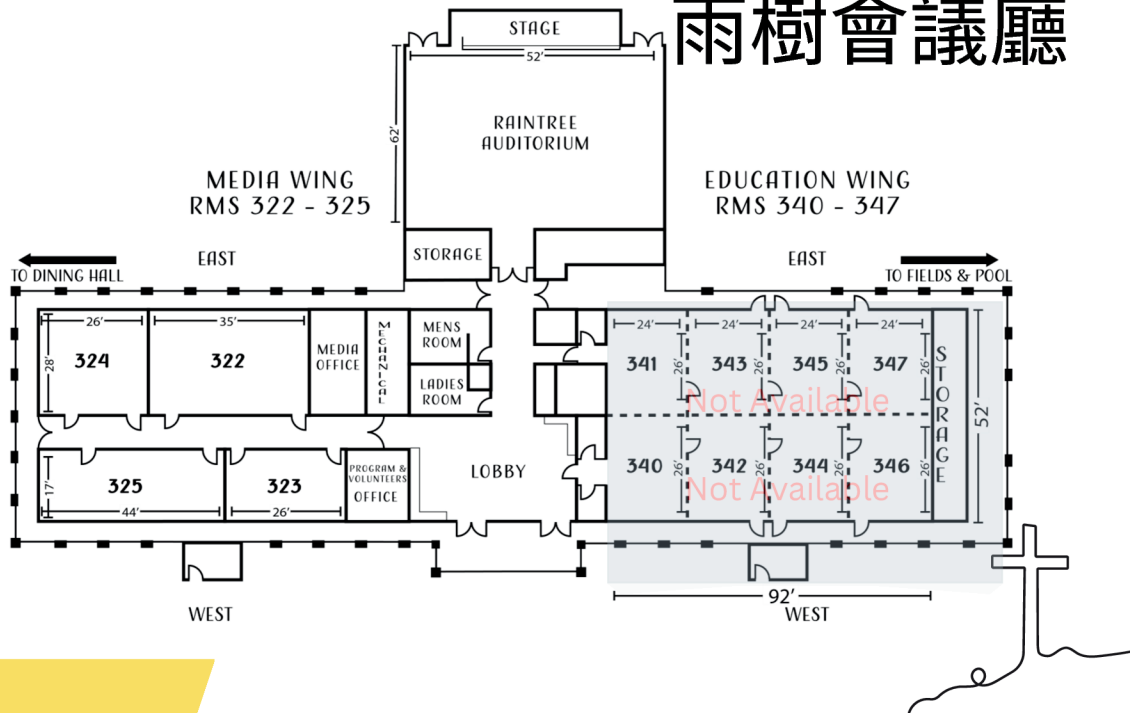 雨樹會議廳
STAGE
52'
62'
RAINTREE
AUDITORIUM
MEDIA WING
RMS 322 - 325
EDUCATION WING
RMS 340 - 347
STORAGE
EAST
EAST
TO DINING HALL
TO FIELDS & POOL
26'
35'
28'
324
322
MEDIA
OFFICE
MECHANICAL
MENS
ROOM
LADIES
ROOM
24'
24'
24'
24'
341
26'
343
26'
345
26'
347
26'
STORAGE
52'
Not Available
17'
325
44'
323
26'
PROGRAM &
VOLUNTEERS
OFFICE
LOBBY
340
26'
342
26'
344
26'
346
26'
Not Available
92'
WEST
WEST